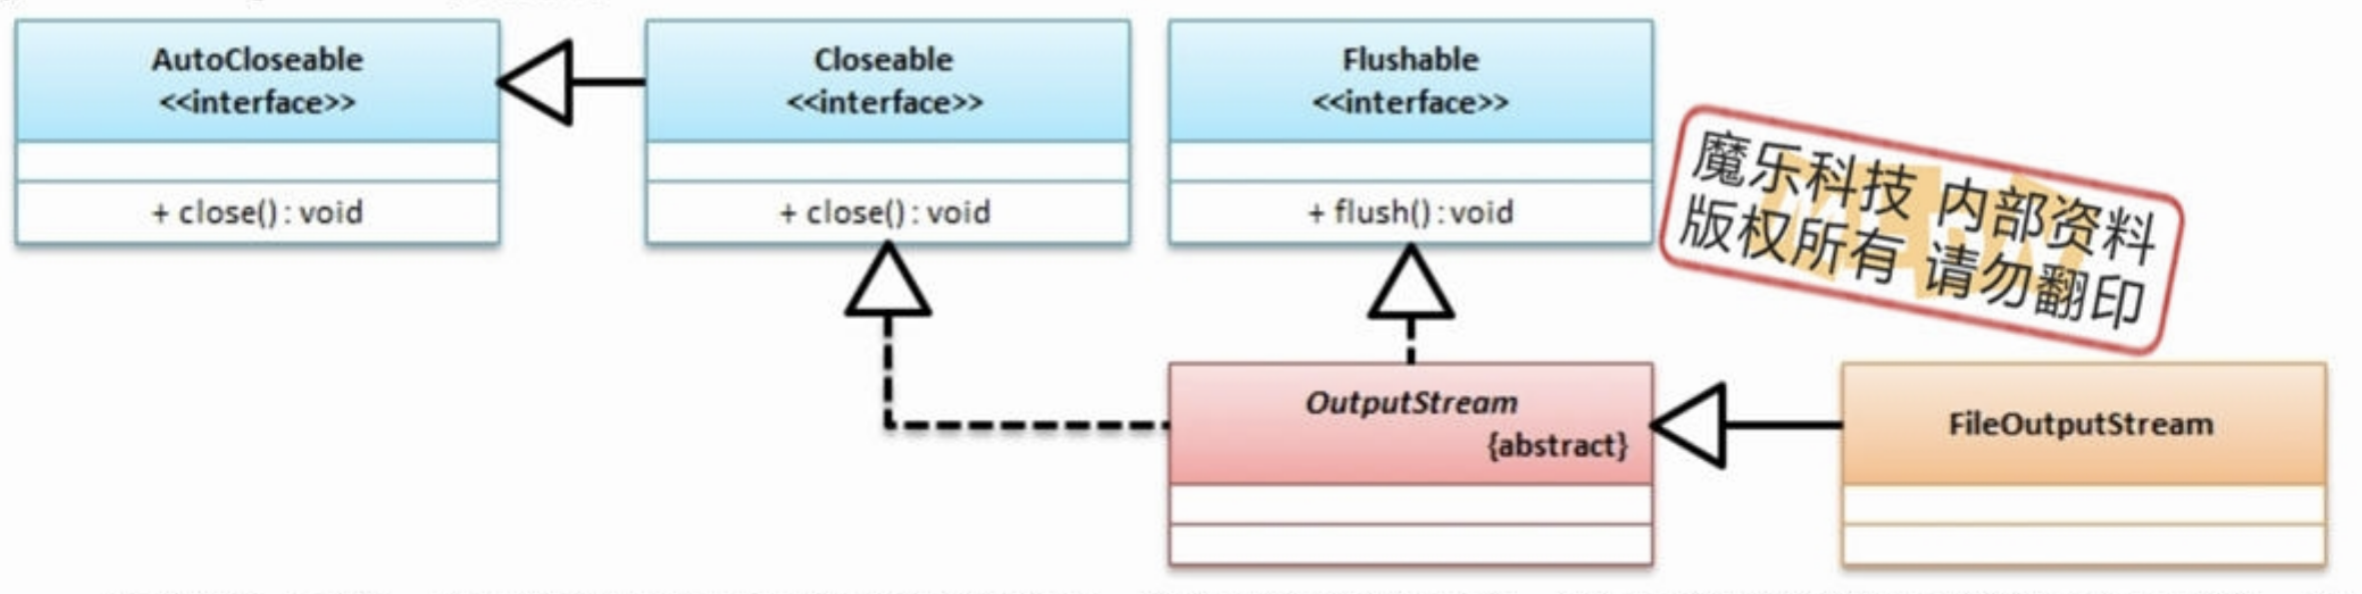 AutoCloseable
<<interface>>
+ close() : void
Closeable
<<interface>>
+ close() : void
Flushable
<<interface>>
+ flush() : void
魔乐科技 内部资料
版权所有 请勿翻印
OutputStream
{abstract}
FileOutputStream